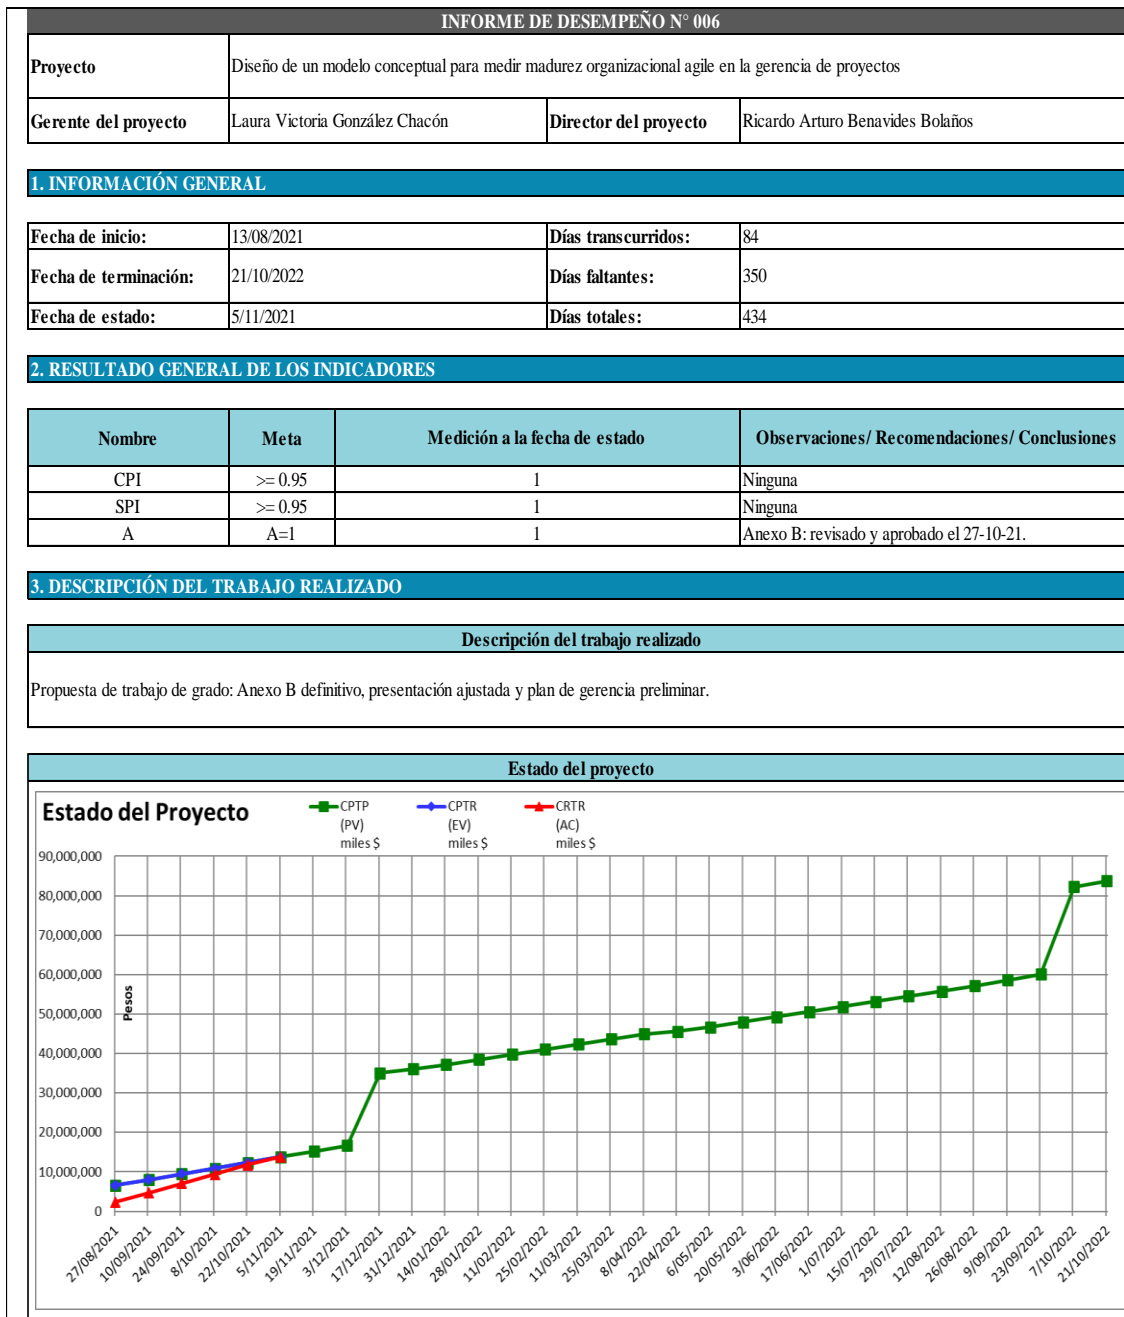 INFORME DE DESEMPEÑO N° 006
Proyecto Diseño de un modelo conceptual para medir madurez organizacional agile en la gerencia de proyectos
Gerente del proyecto Laura Victoria González Chacón Director del proyecto Ricardo Arturo Benavides Bolaños
1. INFORMACIÓN GENERAL
Fecha de inicio: 13/08/2021 Días transcurridos: 84
Fecha de terminación: 21/10/2022 Días faltantes: 350
Fecha de estado: 5/11/2021 Días totales: 434
2. RESULTADO GENERAL DE LOS INDICADORES
Nombre Meta Medición a la fecha de estado Observaciones/ Recomendaciones/ Conclusiones
CPI >= 0.95 1 Ninguna
SPI >= 0.95 1 Ninguna
A A=1 1 Anexo B: revisado y aprobado el 27-10-21.
3. DESCRIPCIÓN DEL TRABAJO REALIZADO
Descripción del trabajo realizado
Propuesta de trabajo de grado: Anexo B definitivo, presentación ajustada y plan de gerencia preliminar.
Estado del proyecto
Estado del Proyecto
CPTP CPTR CRTR
(PV) (EV) (AC)
miles $ miles $ miles $
90,000,000
80,000,000
70,000,000
60,000,000
50,000,000
40,000,000
30,000,000
20,000,000
10,000,000
0
Pesos
27/08/2021
10/09/2021
24/09/2021
8/10/2021
22/10/2021
5/11/2021
19/11/2021
3/12/2021
17/12/2021
31/12/2021
14/01/2022
28/01/2022
11/02/2022
25/02/2022
11/03/2022
25/03/2022
8/04/2022
22/04/2022
6/05/2022
20/05/2022
3/06/2022
17/06/2022
1/07/2022
15/07/2022
29/07/2022
12/08/2022
26/08/2022
9/09/2022
23/09/2022
7/10/2022
21/10/2022